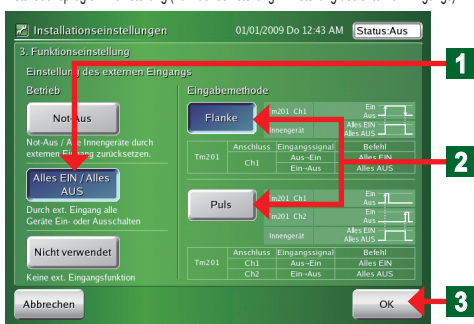 Installationseinstellungen 01/01/2009 Do 12:43 AM Status:Aus
3. Funktionseinstellung
Einstellung des externen Eingangs
Betrieb
Not-Aus
Not-Aus / Alle Innengeräte durch
externen Eingang zurücksetzen.
Alles EIN / Alles
AUS
Durch ext. Eingang alle
Geräte Ein- oder Ausschalten
Nicht verwendet
Keine ext. Eingangsfunktion
Eingabemethode
Flanke
Tm201 Ch1 Ein
Aus
Innengerät Alles EIN
Alles AUS
Anschluss Eingangssignal Befehl
Tm201 Ch1 Aus→Ein Alles EIN
Ein→Aus Alles AUS
Puls
Tm201 Ch1 Ein
Aus
Tm201 Ch2 Ein
Aus
Innengerät Alles EIN
Alles AUS
Anschluss Eingangssignal Befehl
Tm201 Ch1 Aus→Ein Alles EIN
Ch2 Ein→Aus Alles AUS
Abbrechen OK
1
2
3